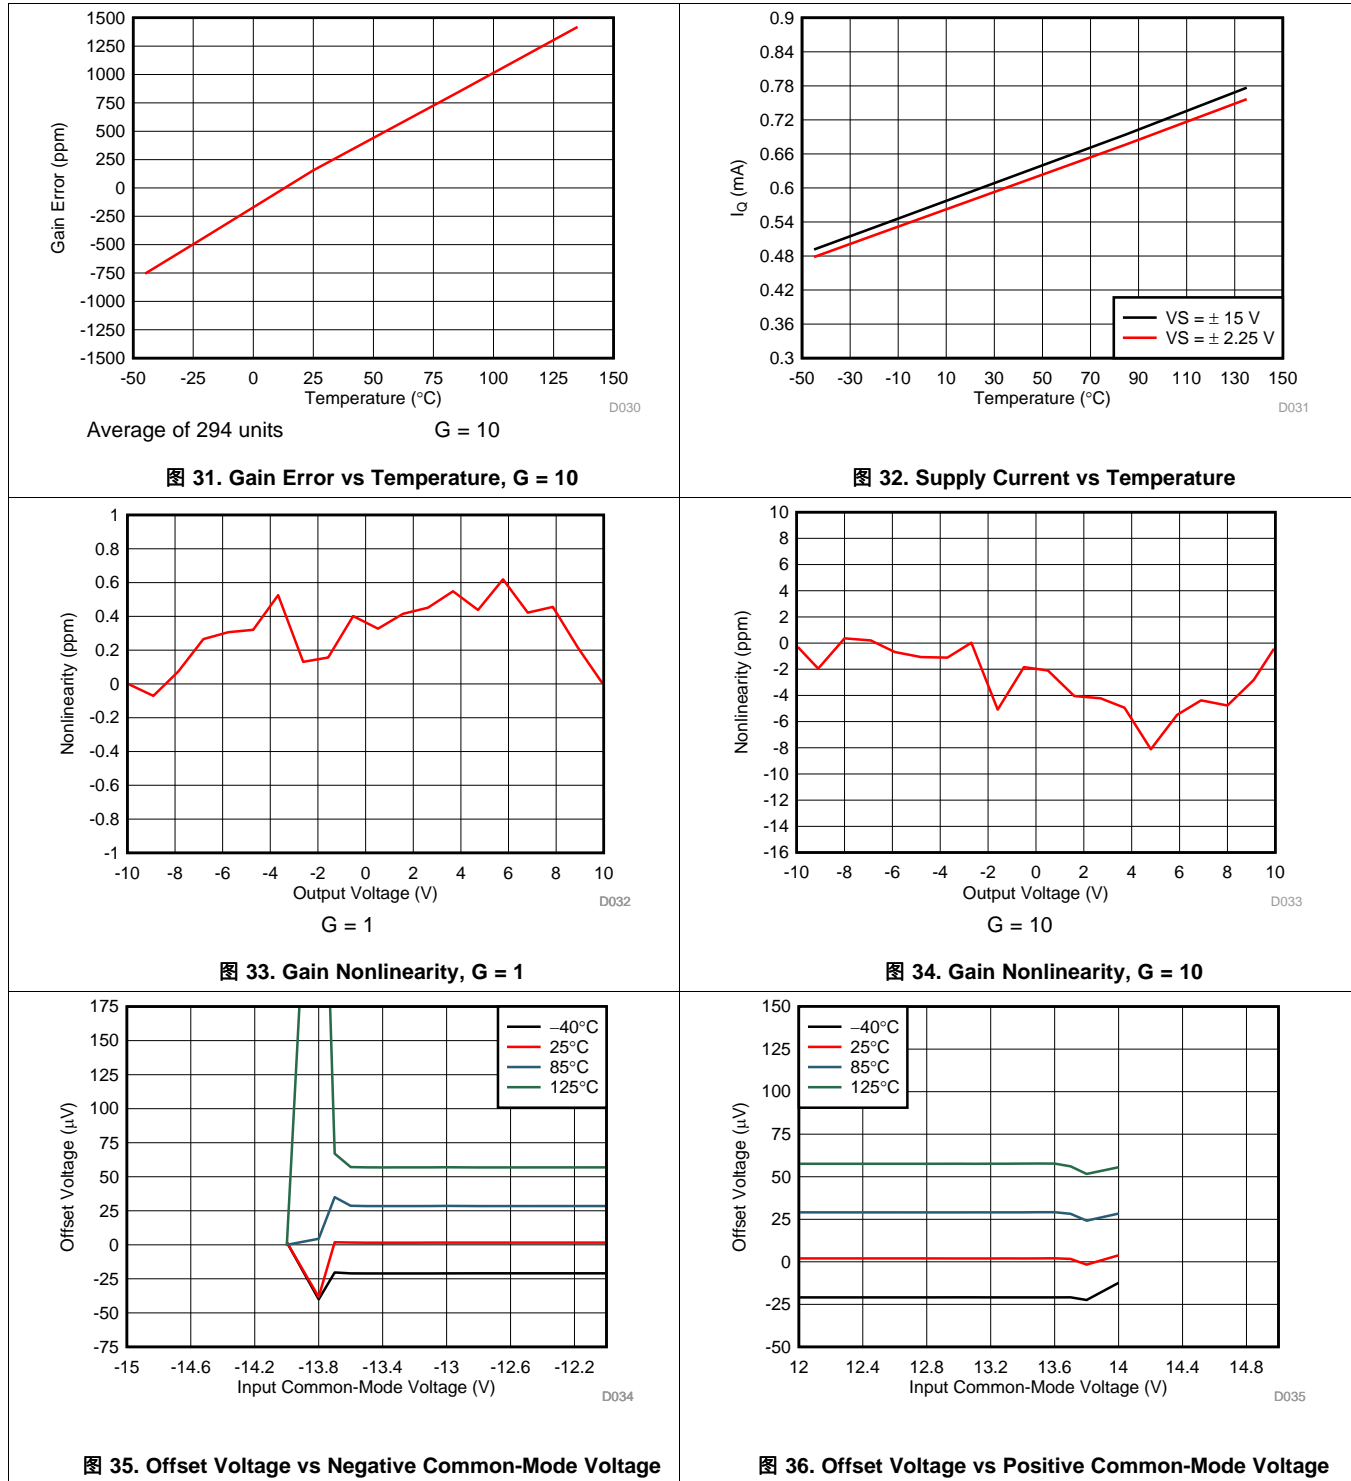 1500
1250
1000
750
500
250
0
-250
-500
-750
-1000
-1250
-1500
Gain Error (ppm)
-50 -25 0 25 50 75 100 125 150
Temperature (°C)
D030
Average of 294 units G = 10
图 31. Gain Error vs Temperature, G = 10
0.9
0.84
0.78
0.72
0.66
0.6
0.54
0.48
0.42
0.36
0.3
IQ (mA)
VS = ± 15 V
VS = ± 2.25 V
-50 -30 -10 10 30 50 70 90 110 130 150
Temperature (°C)
D031
图 32. Supply Current vs Temperature
1
0.8
0.6
0.4
0.2
0
-0.2
-0.4
-0.6
-0.8
-1
Nonlinearity (ppm)
-10 -8 -6 -4 -2 0 2 4 6 8 10
Output Voltage (V)
D032
G = 1
图 33. Gain Nonlinearity, G = 1
10
8
6
4
2
0
-2
-4
-6
-8
-10
-12
-14
-16
Nonlinearity (ppm)
-10 -8 -6 -4 -2 0 2 4 6 8 10
Output Voltage (V)
D033
G = 10
图 34. Gain Nonlinearity, G = 10
175
150
125
100
75
50
25
0
-25
-50
-75
Offset Voltage (µV)
−40°C
25°C
85°C
125°C
-15 -14.6 -14.2 -13.8 -13.4 -13 -12.6 -12.2
Input Common-Mode Voltage (V)
D034
图 35. Offset Voltage vs Negative Common-Mode Voltage
150
125
100
75
50
25
0
-25
-50
Offset Voltage (µV)
−40°C
25°C
85°C
125°C
12 12.4 12.8 13.2 13.6 14 14.4 14.8
Input Common-Mode Voltage (V)
D035
图 36. Offset Voltage vs Positive Common-Mode Voltage